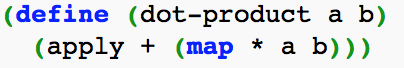 (define (dot-product a b)
  (apply + (map * a b)))